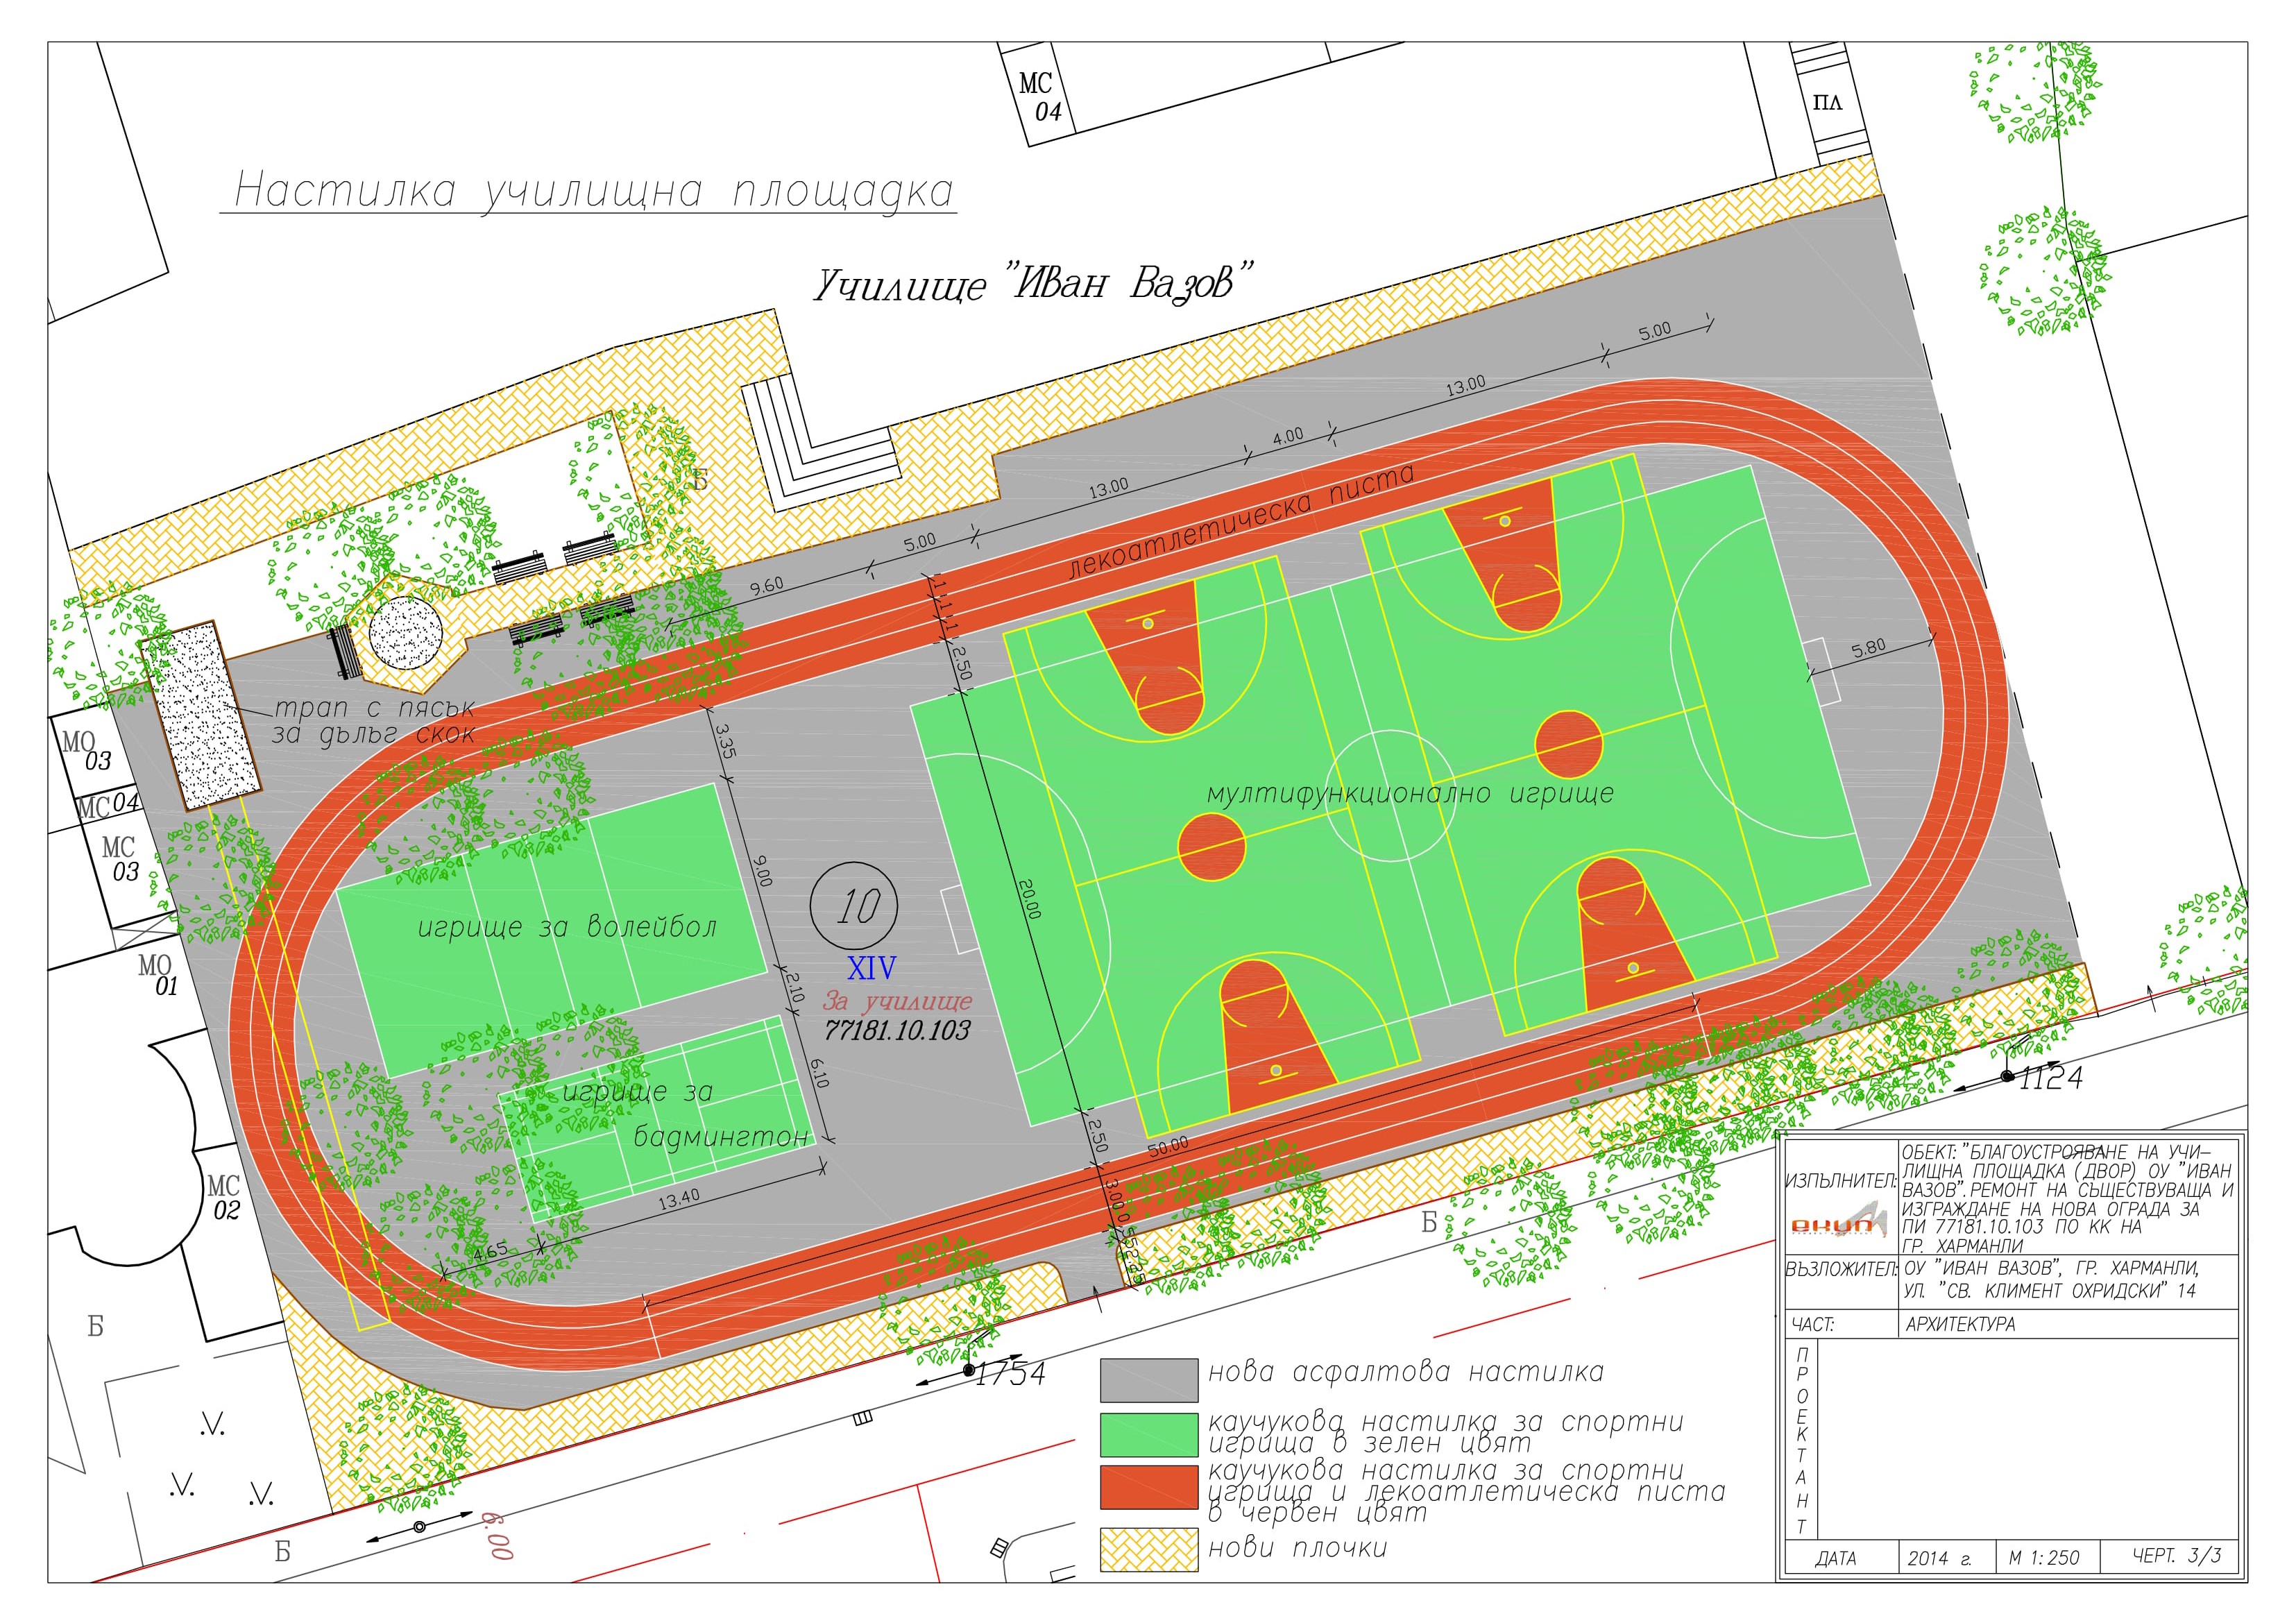 МС
04
ПЛ
Настилка училищна площадка
Училище "Иван Вазов"
5.00
13.00
4.00
13.00
5.00
9.60
Б
лекоатлетическа писта
1
1
1
2.50
5.80
трап с пясък
за дълъг скок
МО
03
МС 04
МС
03
МО
01
МС
02
3.35
9.00
2.10
6.10
20.00
мултифункционално игрище
игрище за волейбол
10
XIV
За училище
77181.10.103
игрище за
бадмингтон
13.40
4.65
2.50
50.00
3.00
0.55
2.25
Б
1124
1754
Б
Б
6.00
нова асфалтова настилка
каучукова настилка за спортни
игрища в зелен цвят
каучукова настилка за спортни
игрища и лекоатлетическа писта
в червен цвят
нови плочки
ИЗПЪЛНИТЕЛ:
ОБЕКТ: "БЛАГОУСТРОЯВАНЕ НА УЧИ–
ЛИЩНА ПЛОЩАДКА (ДВОР) ОУ "ИВАН
ВАЗОВ". РЕМОНТ НА СЪЩЕСТВУВАЩА И
ИЗГРАЖДАНЕ НА НОВА ОГРАДА ЗА
ПИ 77181.10.103 ПО КК НА
ГР. ХАРМАНЛИ
ВЪЗЛОЖИТЕЛ:
ОУ "ИВАН ВАЗОВ", ГР. ХАРМАНЛИ,
УЛ. "СВ. КЛИМЕНТ ОХРИДСКИ" 14
ЧАСТ:
АРХИТЕКТУРА
ПРОЕКТАНТ
ДАТА
2014 г.
М 1:250
ЧЕРТ. 3/3